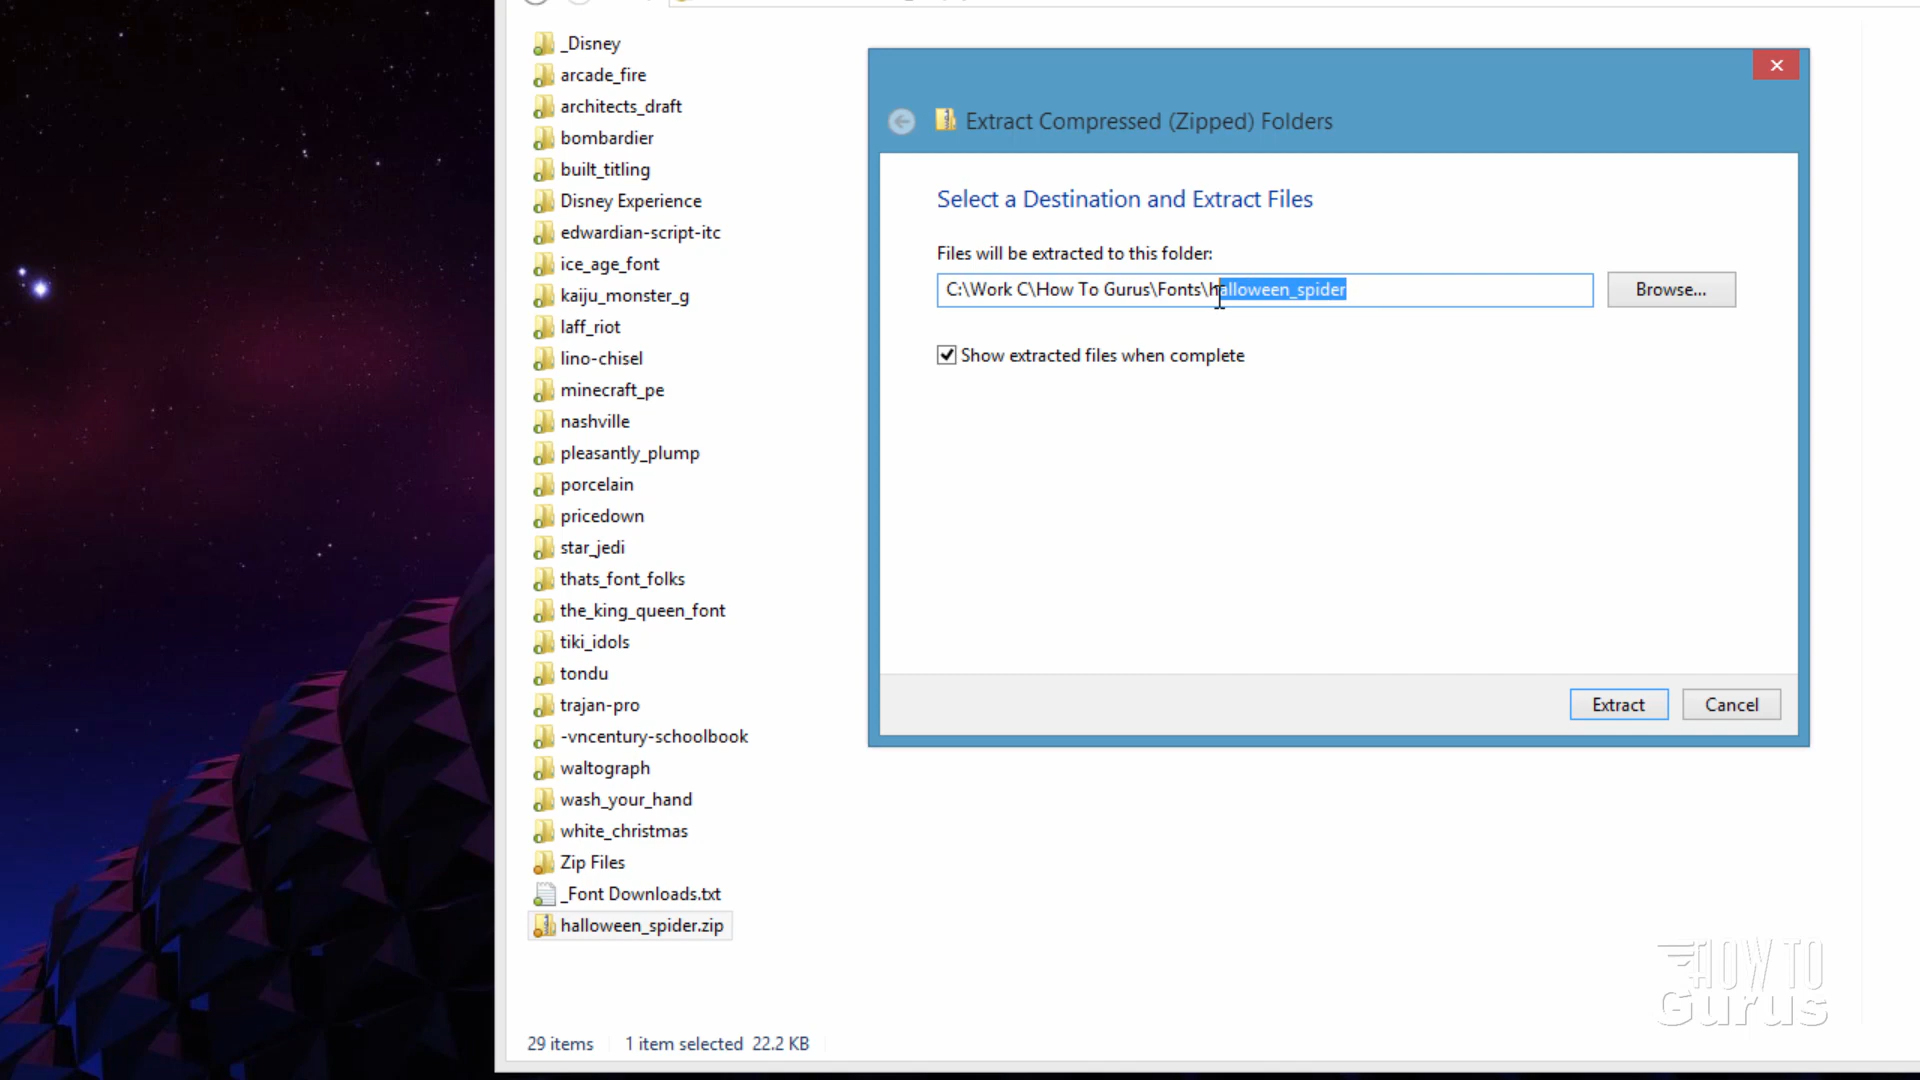 _Disney
arcade_fire
architects_draft
bombardier
built_titling
Disney Experience
edwardian-script-itc
ice_age_font
kaiju_monster_g
laff_riot
lino-chisel
minecraft_pe
nashville
pleasantly_plump
porcelain
pricedown
star_jedi
thats_font_folks
the_king_queen_font
tiki_idols
tondu
trajan-pro
-vncentury-schoolbook
waltograph
wash_your_hand
white_christmas
Zip Files
_Font Downloads.txt
halloween_spider.zip
29 items 1 item selected 22.2 KB
Extract Compressed (Zipped) Folders
Select a Destination and Extract Files
Files will be extracted to this folder:
C:\Work C\How To Gurus\Fonts\halloween_spider
Browse...
Show extracted files when complete
Extract Cancel
HOW TO
Gurus